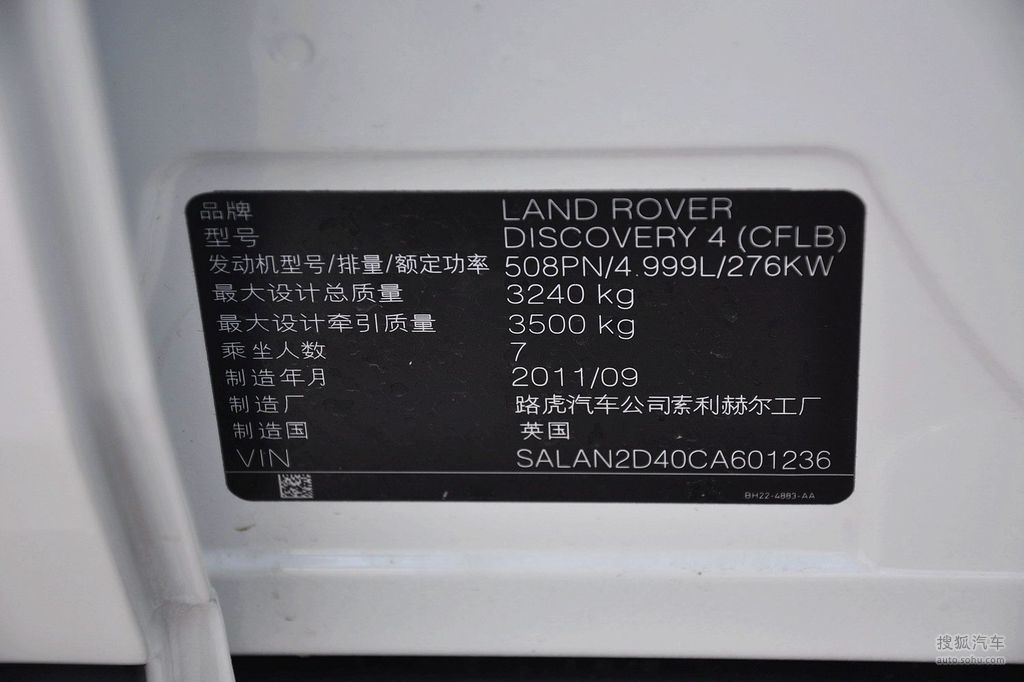 品牌 LAND ROVER
型号 DISCOVERY 4 (CFLB)
发动机型号/排量/额定功率 508PN/4.999L/276KW
最大设计总质量 3240 kg
最大设计牵引质量 3500 kg
乘坐人数 7
制造年月 2011/09
制造厂 路虎汽车公司索利赫尔工厂
制造国 英国
VIN SALAN2D40CA601236
BH22-4883-AA
搜狐汽车
auto.sohu.com